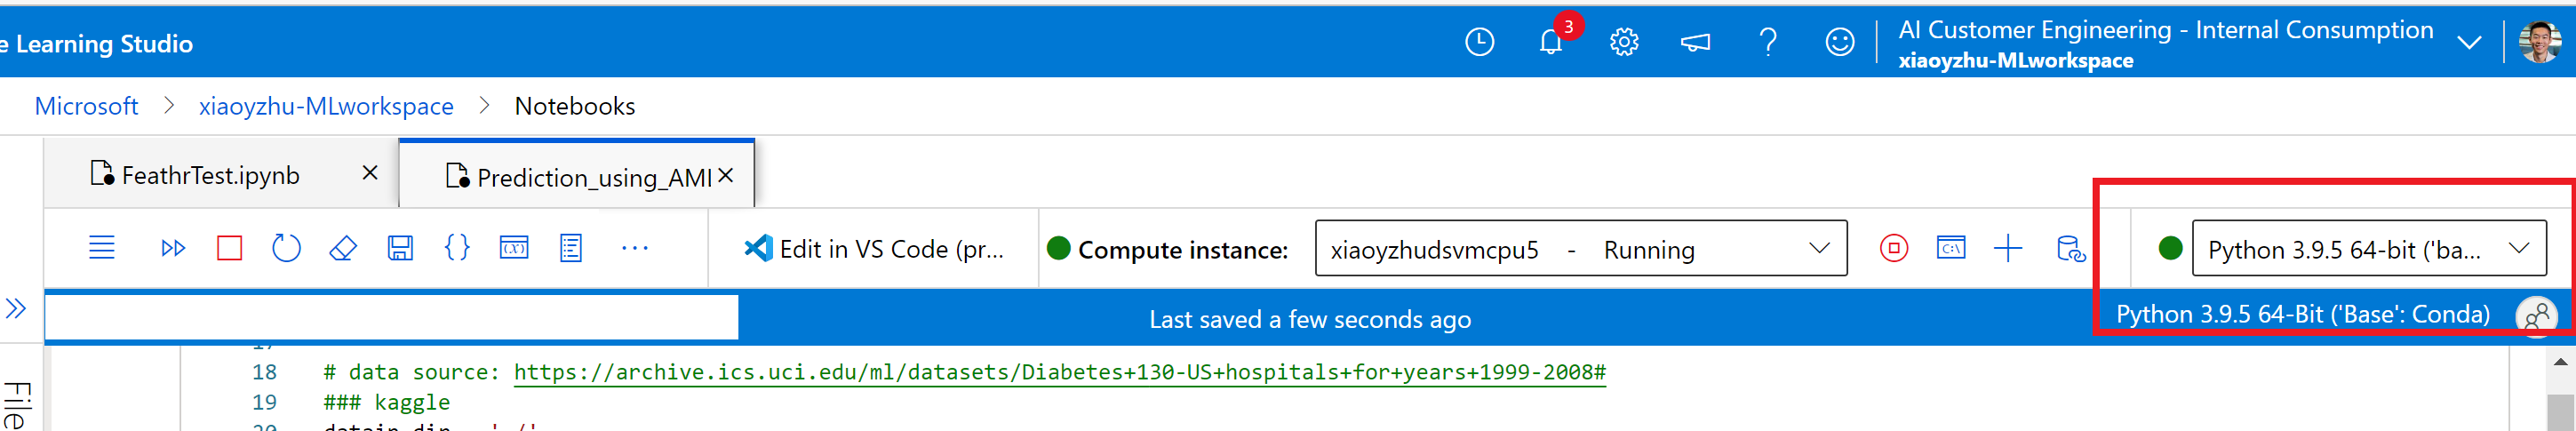 e Learning Studio
3
AI Customer Engineering - Internal Consumption
xiaoyzhu-MLworkspace
Microsoft > xiaoyzhu-MLworkspace > Notebooks
FeathrTest.ipynb ×
Prediction_using_AMI ×
{} (X) ... Edit in VS Code (pr... Compute instance: xiaoyzhudsvmcpu5 - Running C:\ Python 3.9.5 64-bit ('ba...
Last saved a few seconds ago
Python 3.9.5 64-Bit ('Base': Conda)
File
17
18 # data source: https://archive.ics.uci.edu/ml/datasets/Diabetes+130-US+hospitals+for+years+1999-2008#
19 ### kaggle